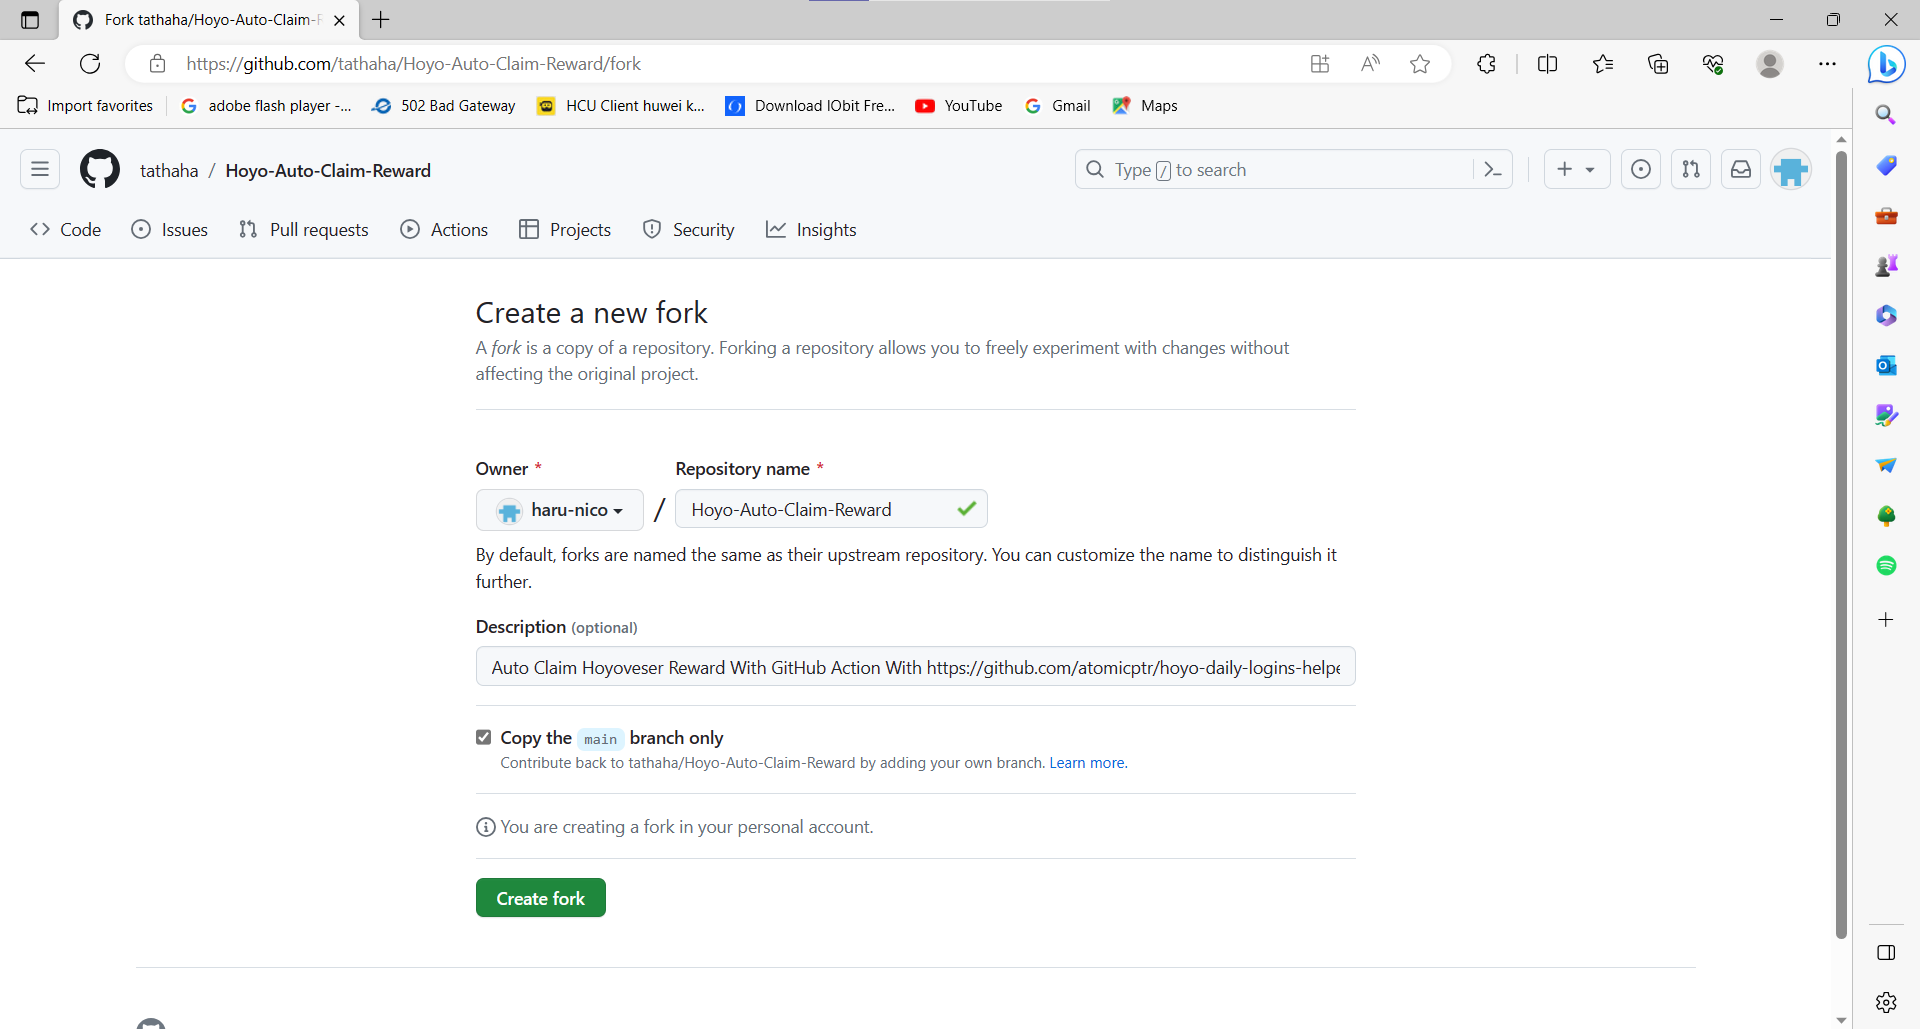 Fork tathaha/Hoyo-Auto-Claim-R
https://github.com/tathaha/Hoyo-Auto-Claim-Reward/fork
Import favorites
adobe flash player -...
502 Bad Gateway
HCU Client huwei k...
Download IObit Fre...
YouTube
Gmail
Maps
tathaha / Hoyo-Auto-Claim-Reward
Type / to search
Code
Issues
Pull requests
Actions
Projects
Security
Insights
Create a new fork
A fork is a copy of a repository. Forking a repository allows you to freely experiment with changes without
affecting the original project.
Owner *
Repository name *
haru-nico / Hoyo-Auto-Claim-Reward
By default, forks are named the same as their upstream repository. You can customize the name to distinguish it
further.
Description (optional)
Auto Claim Hoyoveser Reward With GitHub Action With https://github.com/atomicptr/hoyo-daily-logins-helpe
Copy the main branch only
Contribute back to tathaha/Hoyo-Auto-Claim-Reward by adding your own branch. Learn more.
You are creating a fork in your personal account.
Create fork